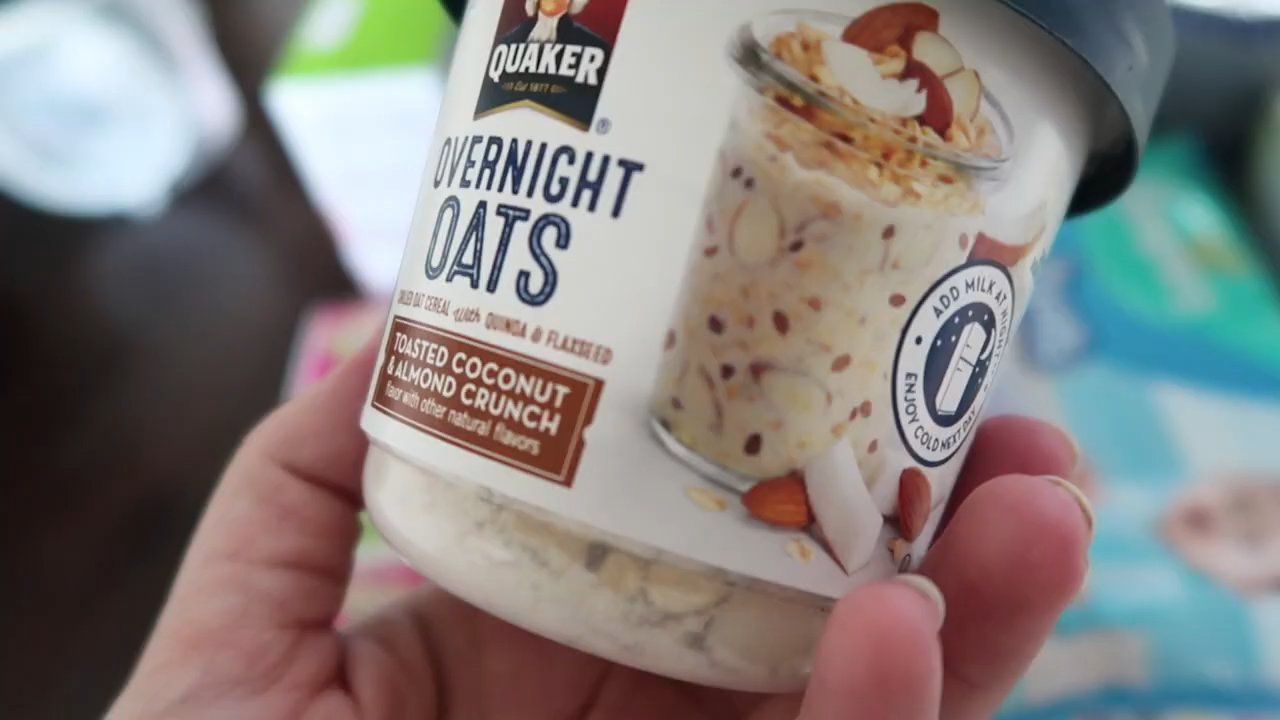 QUAKER
Est 1877
®
OVERNIGHT
OATS
CHILLED OAT CEREAL with QUINOA & FLAXSEED
TOASTED COCONUT
& ALMOND CRUNCH
flavor with other natural flavors
ADD MILK AT NIGHT
ENJOY COLD NEXT DAY